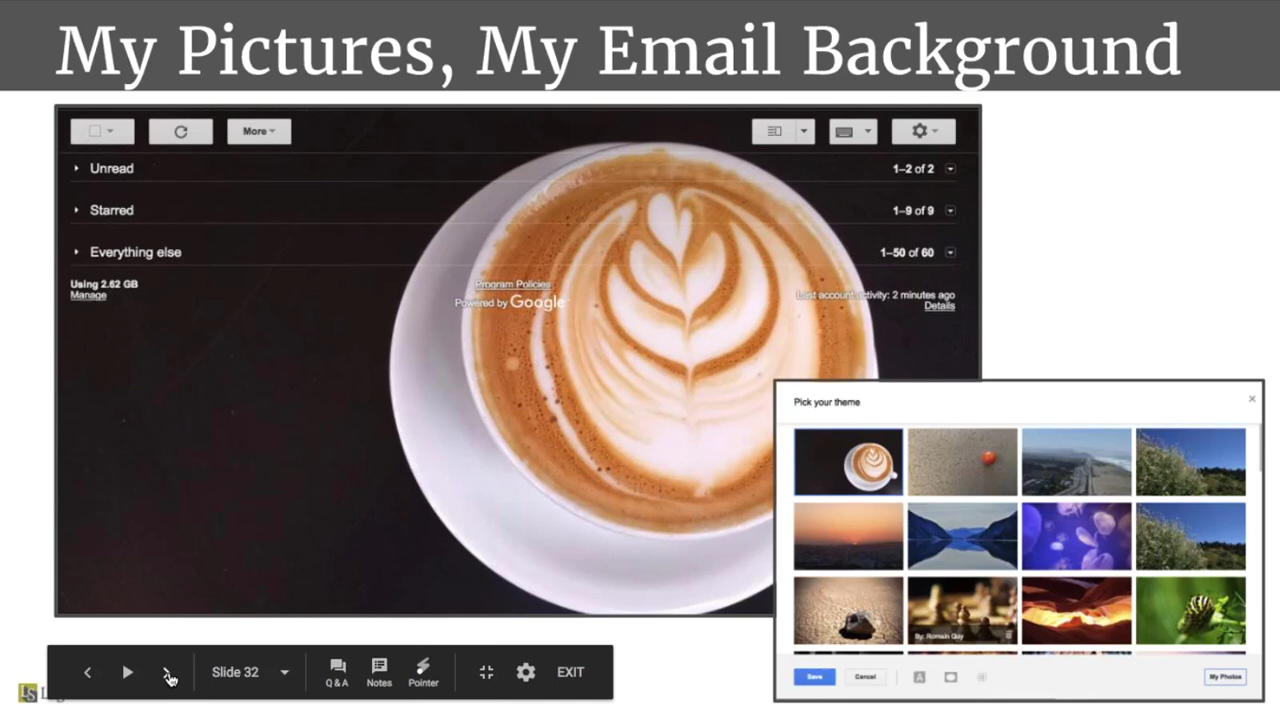 My Pictures, My Email Background
More
Unread 1–2 of 2
Starred 1–9 of 9
Everything else 1–50 of 60
Using 2.62 GB
Manage
Program Policies
Powered by Google
Last account activity: 2 minutes ago
Details
Pick your theme
By: Romain Guy
Save Cancel A My Photos
Slide 32 Q & A Notes Pointer EXIT
LS